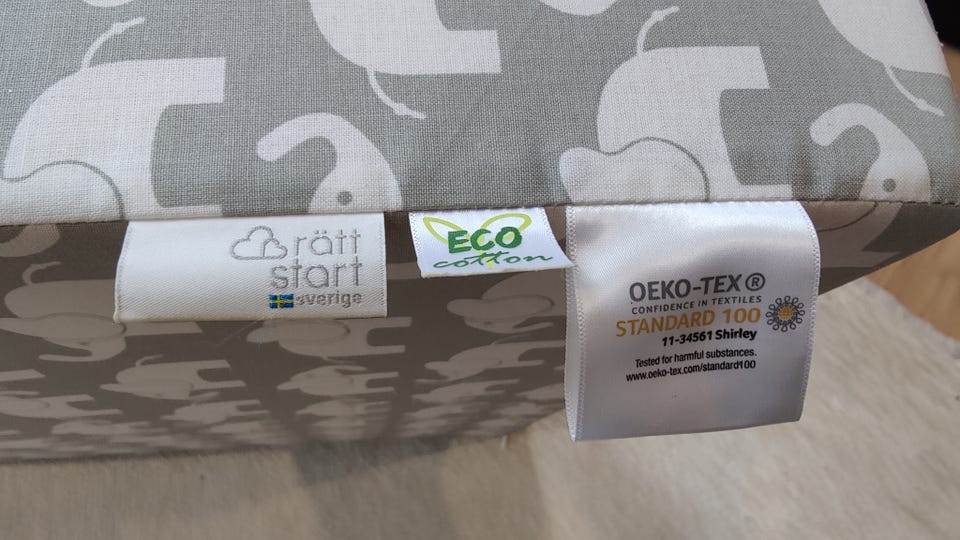 rätt
start
sverige
ECO
cotton
OEKO-TEX®
CONFIDENCE IN TEXTILES
STANDARD 100
11-34561 Shirley
Tested for harmful substances.
www.oeko-tex.com/standard100